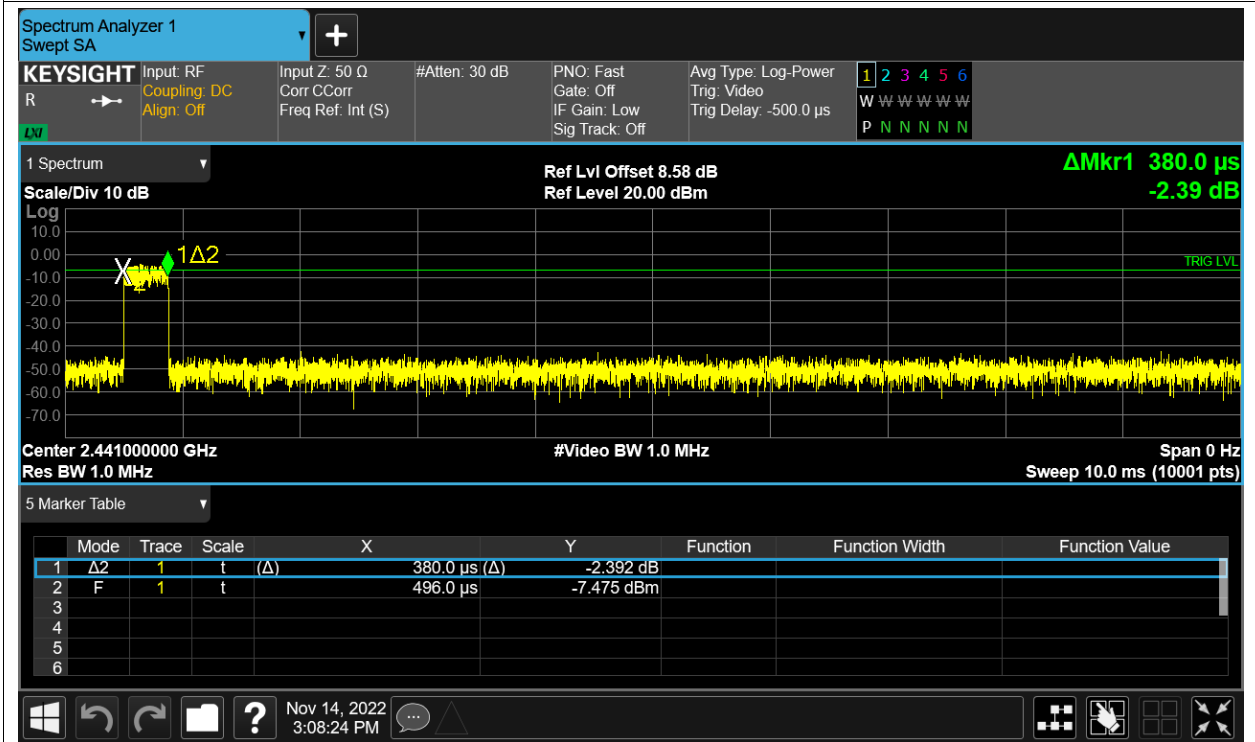 Spectrum Analyzer 1
Swept SA
KEYSIGHT
R
LXI
Input: RF
Coupling: DC
Align: Off
Input Z: 50 Ω
Corr CCorr
Freq Ref: Int (S)
#Atten: 30 dB
PNO: Fast
Gate: Off
IF Gain: Low
Sig Track: Off
Avg Type: Log-Power
Trig: Video
Trig Delay: -500.0 µs
1 2 3 4 5 6
W W W W W W
P N N N N N
1 Spectrum
Scale/Div 10 dB
Ref Lvl Offset 8.58 dB
Ref Level 20.00 dBm
ΔMkr1 380.0 µs
-2.39 dB
Log
10.0
0.00
-10.0
-20.0
-30.0
-40.0
-50.0
-60.0
-70.0
X
2
1Δ2
TRIG LVL
Center 2.441000000 GHz
#Video BW 1.0 MHz
Span 0 Hz
Res BW 1.0 MHz
Sweep 10.0 ms (10001 pts)
5 Marker Table
Mode Trace Scale X Y Function Function Width Function Value
1 Δ2 1 t (Δ) 380.0 µs (Δ) -2.392 dB
2 F 1 t 496.0 µs -7.475 dBm
3
4
5
6
?
Nov 14, 2022
3:08:24 PM